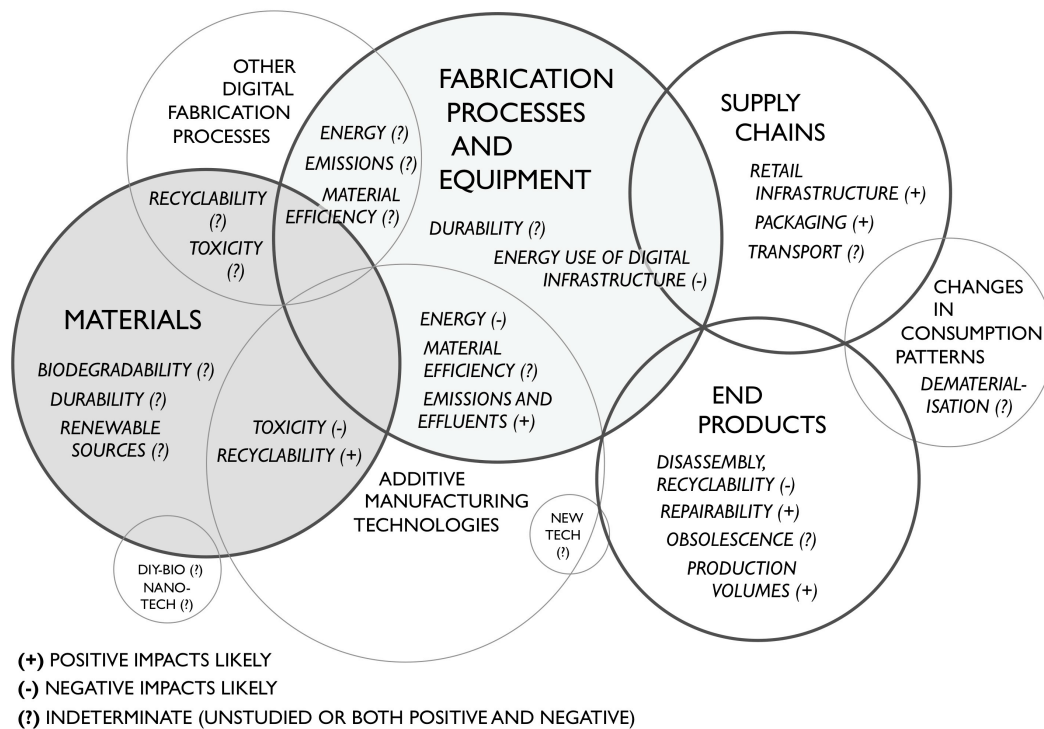 OTHER
DIGITAL
FABRICATION
PROCESSES
ENERGY (?)
EMISSIONS (?)
MATERIAL
EFFICIENCY (?)
RECYCLABILITY
(?)
TOXICITY
(?)
FABRICATION
PROCESSES
AND
EQUIPMENT
DURABILITY (?)
ENERGY USE OF DIGITAL
INFRASTRUCTURE (-)
SUPPLY
CHAINS
RETAIL
INFRASTRUCTURE (+)
PACKAGING (+)
TRANSPORT (?)
CHANGES
IN
CONSUMPTION
PATTERNS
DEMATERIAL-
ISATION (?)
MATERIALS
BIODEGRADABILITY (?)
DURABILITY (?)
RENEWABLE
SOURCES (?)
TOXICITY (-)
RECYCLABILITY (+)
ENERGY (-)
MATERIAL
EFFICIENCY (?)
EMISSIONS AND
EFFLUENTS (+)
ADDITIVE
MANUFACTURING
TECHNOLOGIES
NEW
TECH
(?)
END
PRODUCTS
DISASSEMBLY,
RECYCLABILITY (-)
REPAIRABILITY (+)
OBSOLESCENCE (?)
PRODUCTION
VOLUMES (+)
DIY-BIO (?)
NANO-
TECH (?)
(+) POSITIVE IMPACTS LIKELY
(-) NEGATIVE IMPACTS LIKELY
(?) INDETERMINATE (UNSTUDIED OR BOTH POSITIVE AND NEGATIVE)